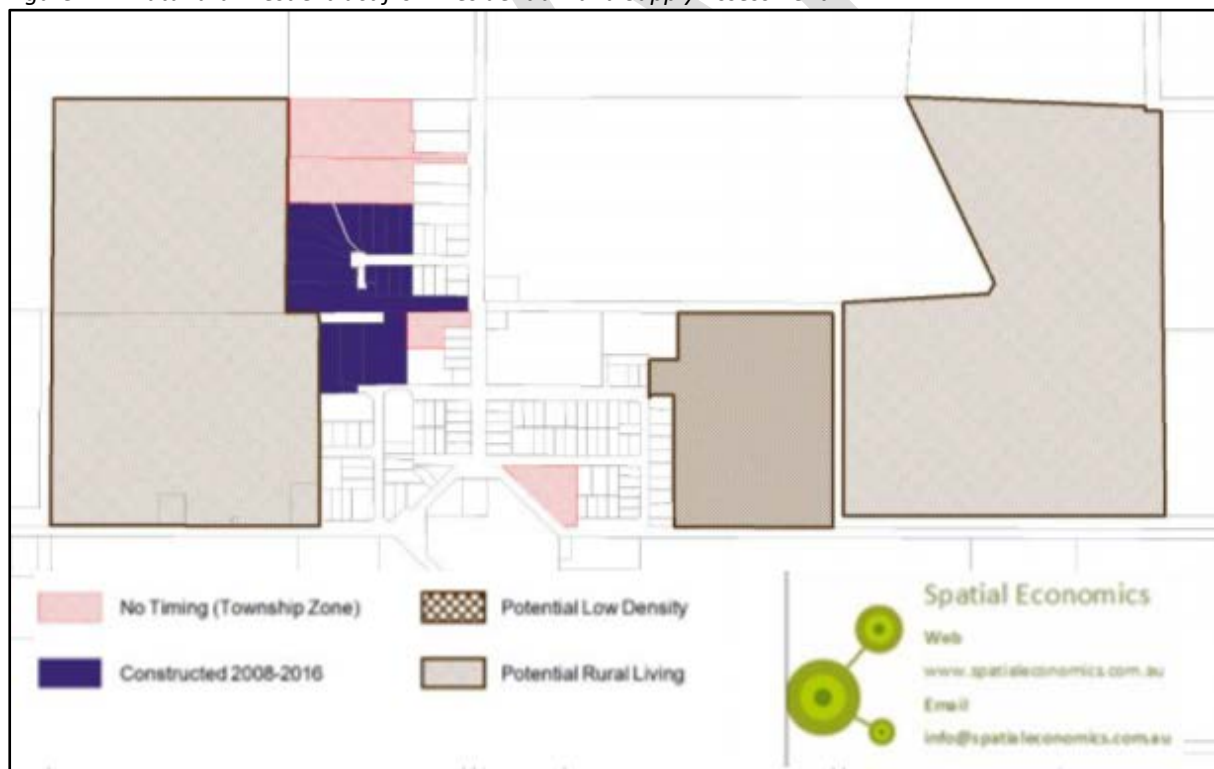 No Timing (Township Zone)
Constructed 2008-2016
Potential Low Density
Potential Rural Living
Spatial Economics
Web
www.spatialeconomics.com.au
Email
info@spatialeconomics.com.au